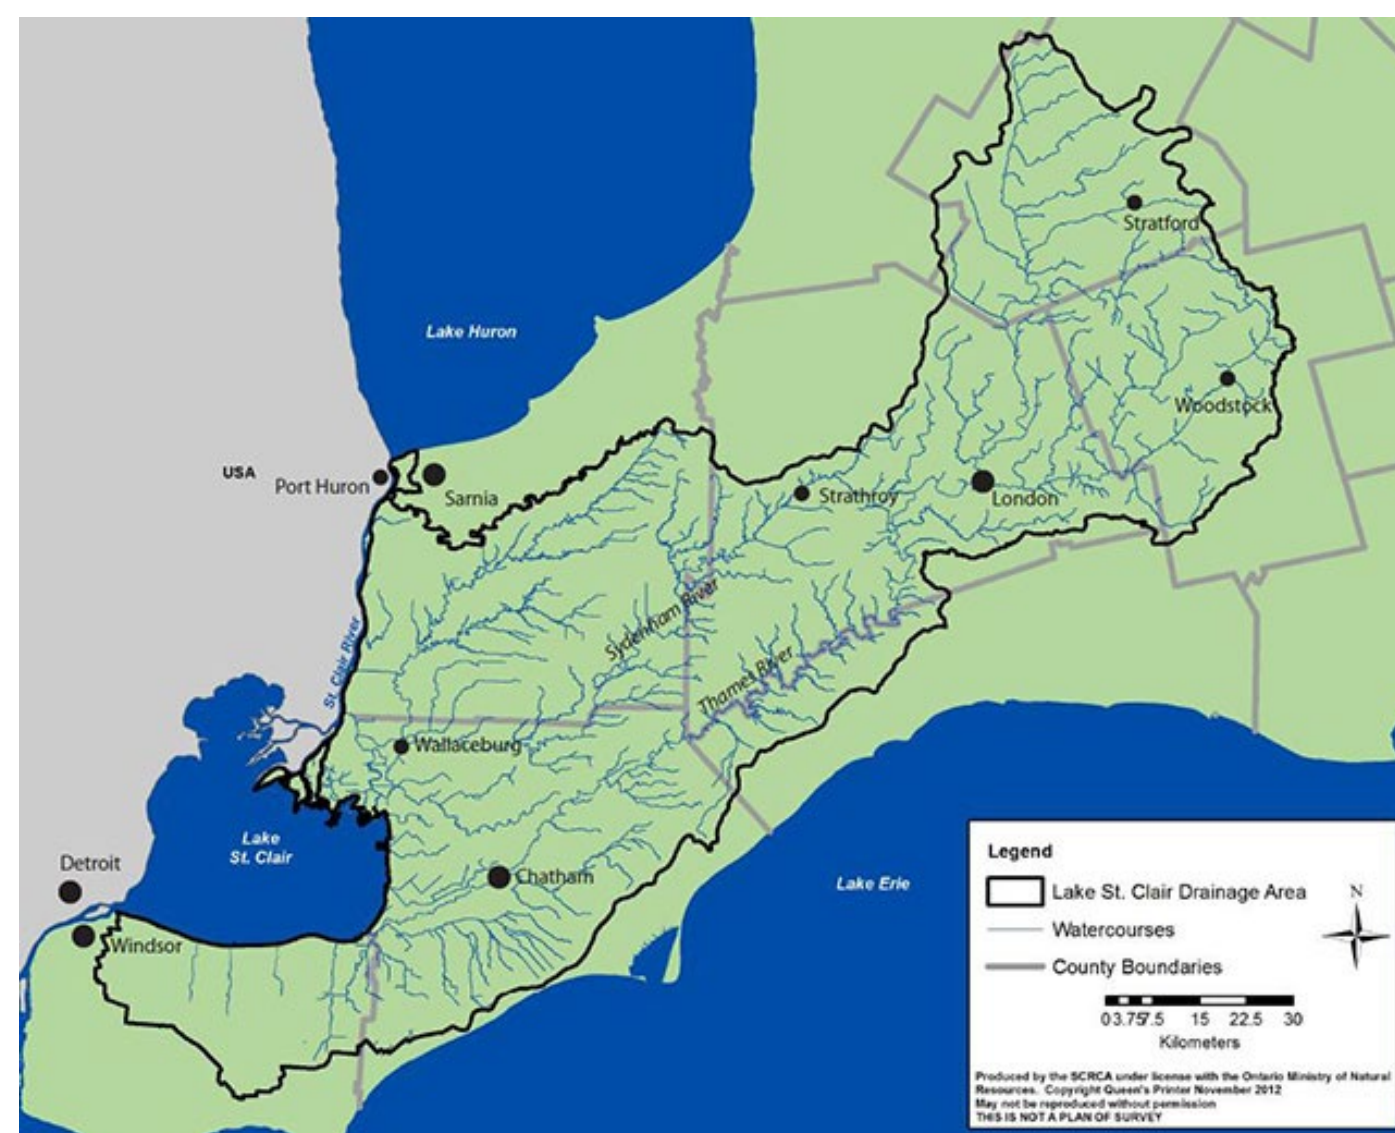 Stratford
Lake Huron
Woodstock
USA
Port Huron
Sarnia
Strathroy
London
Sydenham River
St. Clair River
Thames River
Wallaceburg
Lake
St. Clair
Detroit
Chatham
Lake Erie
Windsor
Legend
Lake St. Clair Drainage Area
N
Watercourses
County Boundaries
0 3.75 7.5 15 22.5 30
Kilometers
Produced by the SCRCA under license with the Ontario Ministry of Natural
Resources. Copyright Queen's Printer November 2012
May not be reproduced without permission
THIS IS NOT A PLAN OF SURVEY